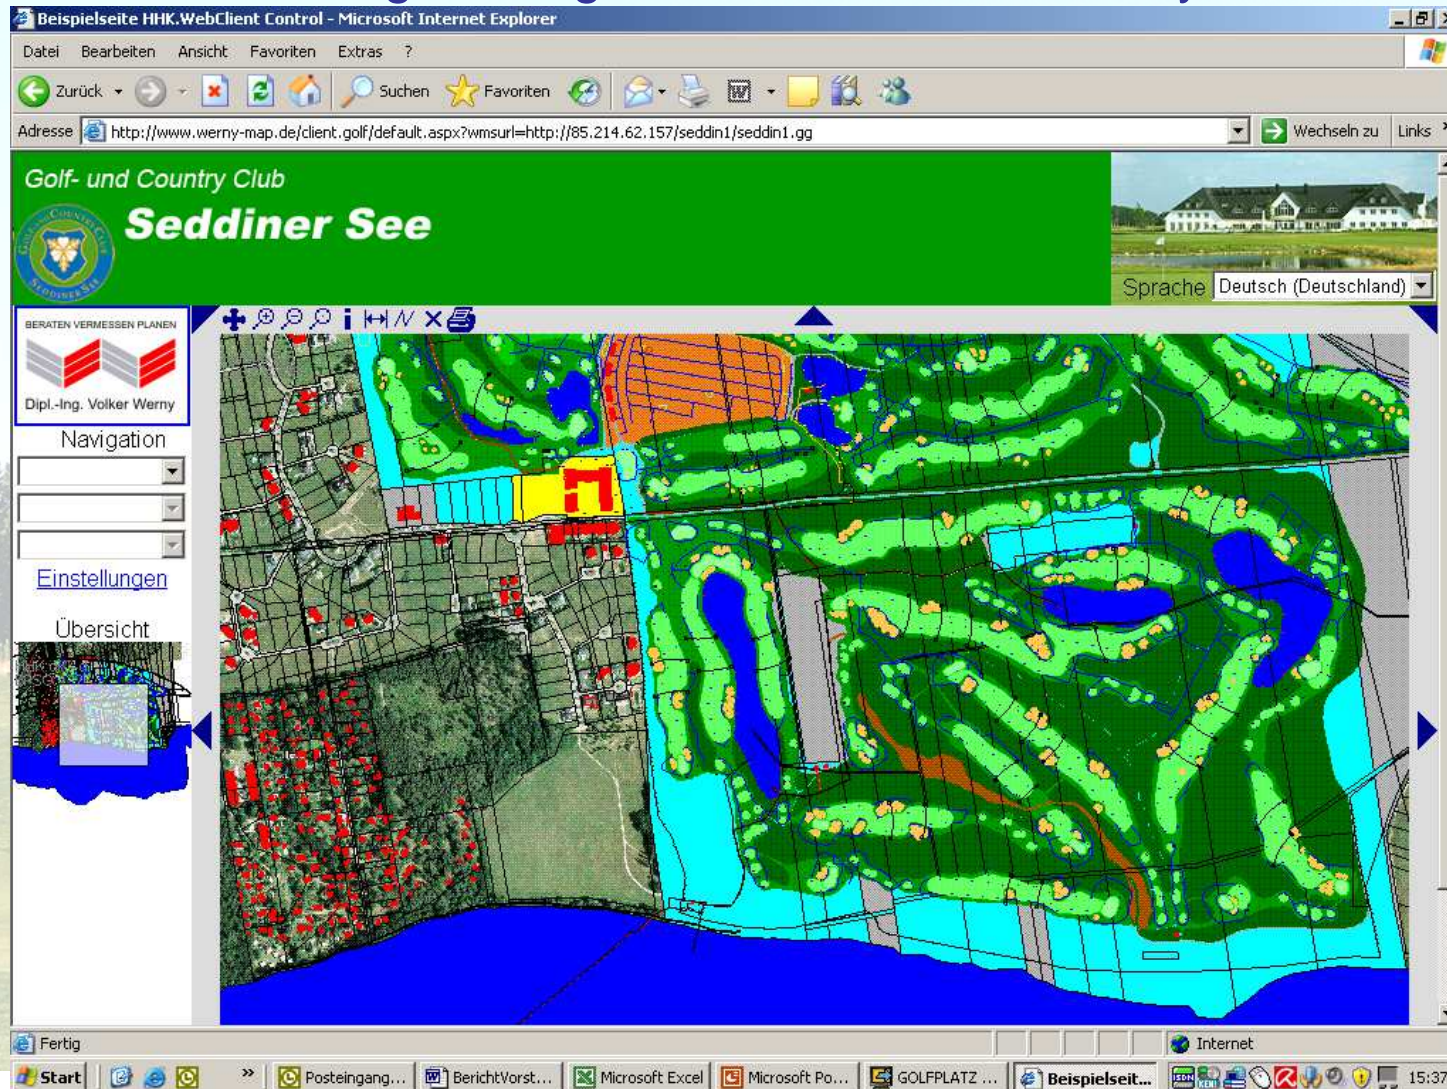 Beispielseite HHK.WebClient Control - Microsoft Internet Explorer
Datei Bearbeiten Ansicht Favoriten Extras ?
Zurück Suchen Favoriten
Adresse http://www.werny-map.de/client.golf/default.aspx?wmsurl=http://85.214.62.157/seddin1/seddin1.gg Wechseln zu Links
Golf- und Country Club
Seddiner See
Sprache Deutsch (Deutschland)
BERATEN VERMESSEN PLANEN
Dipl.-Ing. Volker Werny
Navigation
Einstellungen
Übersicht
Fertig Internet
Start Posteingang... BerichtVorst... Microsoft Excel Microsoft Po... GOLFPLATZ ... Beispielseit... 15:37